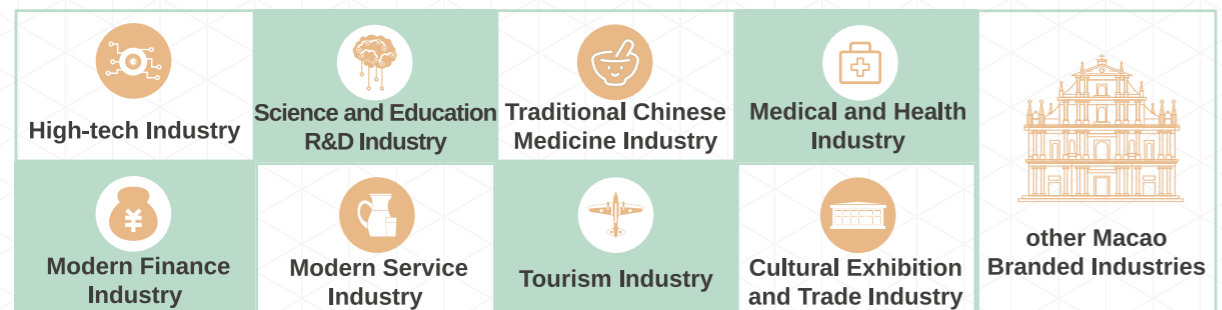 High-tech Industry
Science and Education
R&D Industry
Traditional Chinese
Medicine Industry
Medical and Health
Industry
¥
Modern Finance
Industry
Modern Service
Industry
Tourism Industry
Cultural Exhibition
and Trade Industry
other Macao
Branded Industries